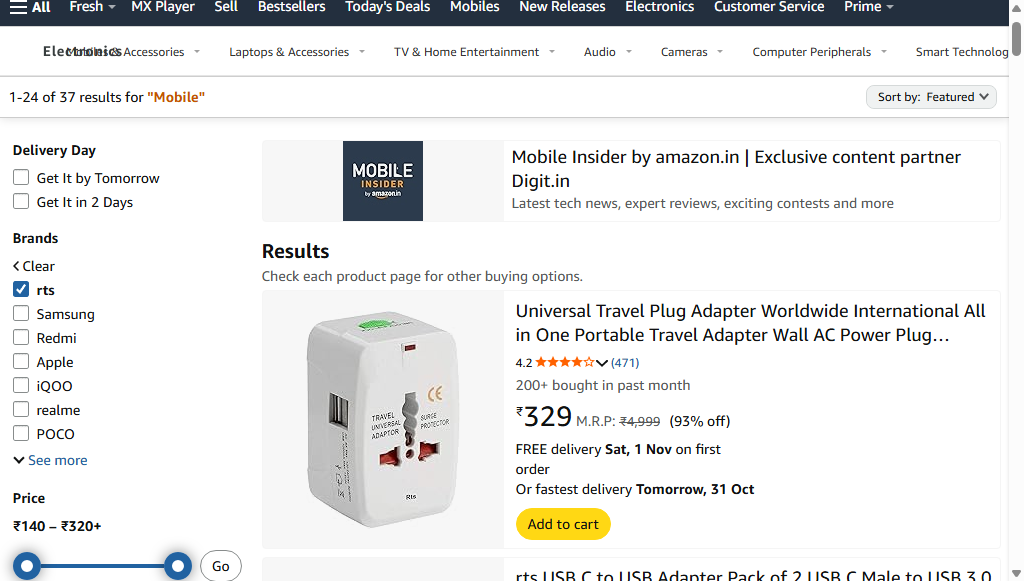 All Fresh MX Player Sell Bestsellers Today's Deals Mobiles New Releases Electronics Customer Service Prime
Electronics Mobiles & Accessories Laptops & Accessories TV & Home Entertainment Audio Cameras Computer Peripherals Smart Technolog
1-24 of 37 results for "Mobile"
Sort by: Featured
Delivery Day
Get It by Tomorrow
Get It in 2 Days
Brands
Clear
rts
Samsung
Redmi
Apple
iQOO
realme
POCO
See more
Price
₹140 – ₹320+
Go
MOBILE
INSIDER
by amazon.in
Mobile Insider by amazon.in | Exclusive content partner
Digit.in
Latest tech news, expert reviews, exciting contests and more
Results
Check each product page for other buying options.
TRAVEL
UNIVERSAL
ADAPTOR
CE
SURGE
PROTECTOR
Rts
Universal Travel Plug Adapter Worldwide International All
in One Portable Travel Adapter Wall AC Power Plug…
4.2 (471)
200+ bought in past month
₹329 M.R.P: ₹4,999 (93% off)
FREE delivery Sat, 1 Nov on first
order
Or fastest delivery Tomorrow, 31 Oct
Add to cart
rts USB C to USB Adapter Pack of 2 USB C Male to USB 3.0